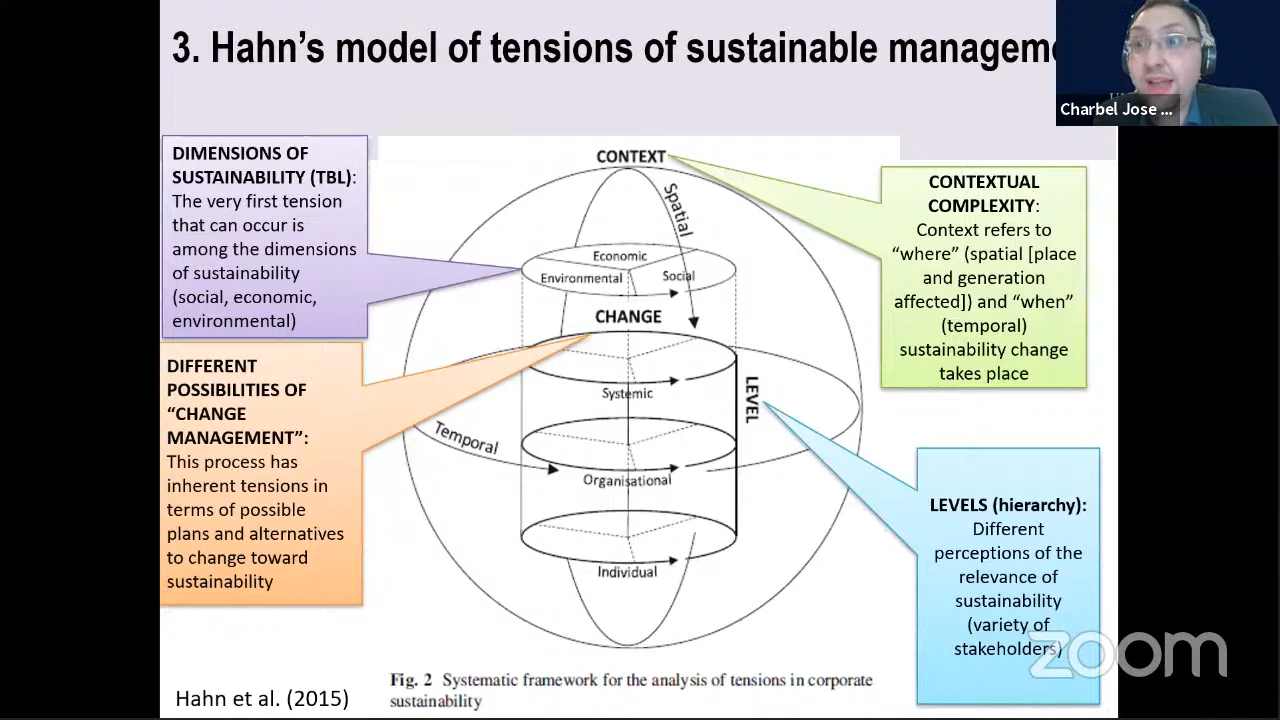 3. Hahn's model of tensions of sustainable managem
Charbel Jose ...
DIMENSIONS OF
SUSTAINABILITY (TBL):
The very first tension
that can occur is
among the dimensions
of sustainability
(social, economic,
environmental)
DIFFERENT
POSSIBILITIES OF
“CHANGE
MANAGEMENT”:
This process has
inherent tensions in
terms of possible
plans and alternatives
to change toward
sustainability
CONTEXT
Spatial
Economic
Environmental
Social
CHANGE
LEVEL
Systemic
Temporal
Organisational
Individual
CONTEXTUAL
COMPLEXITY:
Context refers to
“where” (spatial [place
and generation
affected]) and “when”
(temporal)
sustainability change
takes place
LEVELS (hierarchy):
Different
perceptions of the
relevance of
sustainability
(variety of
stakeholders)
zoom
Fig. 2 Systematic framework for the analysis of tensions in corporate
sustainability
Hahn et al. (2015)